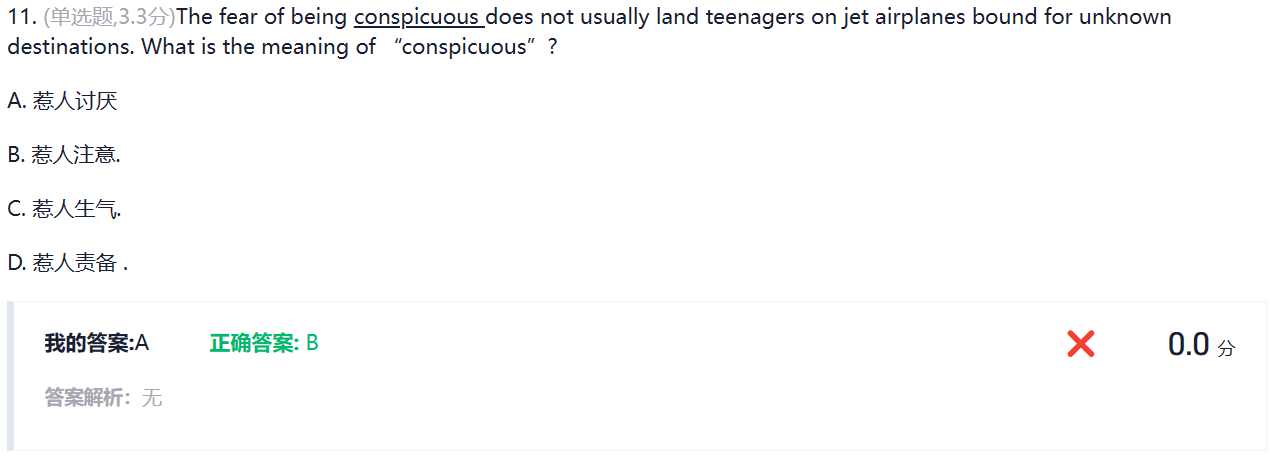 11. (单选题,3.3分)The fear of being conspicuous does not usually land teenagers on jet airplanes bound for unknown
destinations. What is the meaning of “conspicuous”?
A. 惹人讨厌
B. 惹人注意.
C. 惹人生气.
D. 惹人责备 .
我的答案:A 正确答案: B 0.0 分
答案解析：无